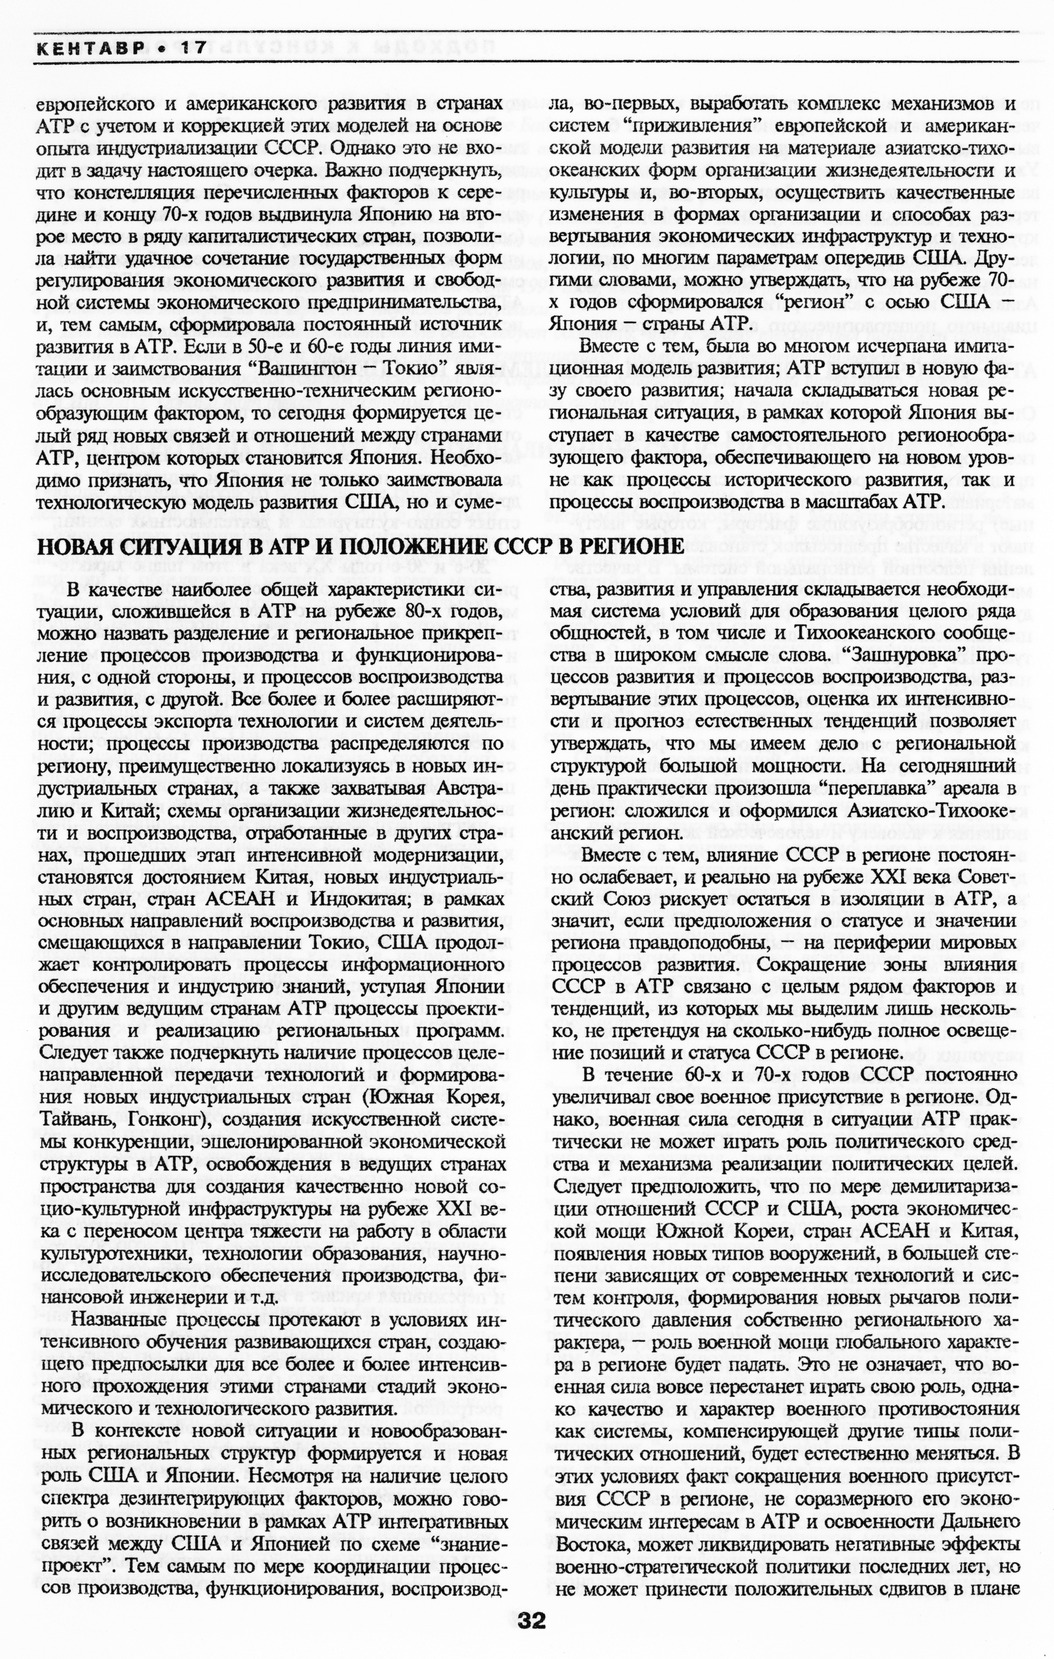 КЕНТАВР • 17
европейского и американского развития в странах
АТР с учетом и коррекцией этих моделей на основе
опыта индустриализации СССР. Однако это не вхо-
дит в задачу настоящего очерка. Важно подчеркнуть,
что констелляция перечисленных факторов к сере-
дине и концу 70-х годов выдвинула Японию на вто-
рое место в ряду капиталистических стран, позволи-
ла найти удачное сочетание государственных форм
регулирования экономического развития и свобод-
ной системы экономического предпринимательства,
и, тем самым, сформировала постоянный источник
развития в АТР. Если в 50-е и 60-е годы линия ими-
тации и заимствования “Вашингтон — Токио” явля-
лась основным искусственно-техническим регионо-
образующим фактором, то сегодня формируется це-
лый ряд новых связей и отношений между странами
АТР, центром которых становится Япония. Необхо-
димо признать, что Япония не только заимствовала
технологическую модель развития США, но и суме-
ла, во-первых, выработать комплекс механизмов и
систем “приживления” европейской и американ-
ской модели развития на материале азиатско-тихо-
океанских форм организации жизнедеятельности и
культуры и, во-вторых, осуществить качественные
изменения в формах организации и способах раз-
вертывания экономических инфраструктур и техно-
логии, по многим параметрам опередив США. Дру-
гими словами, можно утверждать, что на рубеже 70-
х годов сформировался “регион” с осью США —
Япония — страны АТР.
Вместе с тем, была во многом исчерпана имита-
ционная модель развития; АТР вступил в новую фа-
зу своего развития; начала складываться новая ре-
гиональная ситуация, в рамках которой Япония вы-
ступает в качестве самостоятельного регионообра-
зующего фактора, обеспечивающего на новом уров-
не как процессы исторического развития, так и
процессы воспроизводства в масштабах АТР.
НОВАЯ СИТУАЦИЯ В АТР И ПОЛОЖЕНИЕ СССР В РЕГИОНЕ
В качестве наиболее общей характеристики си-
туации, сложившейся в АТР на рубеже 80-х годов,
можно назвать разделение и региональное прикреп-
ление процессов производства и функционирова-
ния, с одной стороны, и процессов воспроизводства
и развития, с другой. Все более и более расширяют-
ся процессы экспорта технологии и систем деятель-
ности; процессы производства распределяются по
региону, преимущественно локализуясь в новых ин-
дустриальных странах, а также захватывая Австра-
лию и Китай; схемы организации жизнедеятельнос-
ти и воспроизводства, отработанные в других стра-
нах, прошедших этап интенсивной модернизации,
становятся достоянием Китая, новых индустриаль-
ных стран, стран АСЕАН и Индокитая; в рамках
основных направлений воспроизводства и развития,
смещающихся в направлении Токио, США продол-
жает контролировать процессы информационного
обеспечения и индустрию знаний, уступая Японии
и другим ведущим странам АТР процессы проекти-
рования и реализацию региональных программ.
Следует также подчеркнуть наличие процессов целе-
направленной передачи технологий и формирова-
ния новых индустриальных стран (Южная Корея,
Тайвань, Гонконг), создания искусственной систе-
мы конкуренции, эшелонированной экономической
структуры в АТР, освобождения в ведущих странах
пространства для создания качественно новой со-
цио-культурной инфраструктуры на рубеже XXI ве-
ка с переносом центра тяжести на работу в области
культуротехники, технологии образования, научно-
исследовательского обеспечения производства, фи-
нансовой инженерии и т.д.
Названные процессы протекают в условиях ин-
тенсивного обучения развивающихся стран, создаю-
щего предпосылки для все более и более интенсив-
ного прохождения этими странами стадий эконо-
мического и технологического развития.
В контексте новой ситуации и новообразован-
ных региональных структур формируется и новая
роль США и Японии. Несмотря на наличие целого
спектра дезинтегрирующих факторов, можно гово-
рить о возникновении в рамках АТР интегративных
связей между США и Японией по схеме “знание-
проект”. Тем самым по мере координации процес-
сов производства, функционирования, воспроизвод-
ства, развития и управления складывается необходи-
мая система условий для образования целого ряда
общностей, в том числе и Тихоокеанского сообще-
ства в широком смысле слова. “Зашнуровка” про-
цессов развития и процессов воспроизводства, раз-
вертывание этих процессов, оценка их интенсивно-
сти и прогноз естественных тенденций позволяет
утверждать, что мы имеем дело с региональной
структурой большой мощности. На сегодняшний
день практически произошла “переплавка” ареала в
регион: сложился и оформился Азиатско-Тихооке-
анский регион.
Вместе с тем, влияние СССР в регионе постоян-
но ослабевает, и реально на рубеже XXI века Совет-
ский Союз рискует остаться в изоляции в АТР, а
значит, если предположения о статусе и значении
региона правдоподобны, — на периферии мировых
процессов развития. Сокращение зоны влияния
СССР в АТР связано с целым рядом факторов и
тенденций, из которых мы выделим лишь несколь-
ко, не претендуя на сколько-нибудь полное освеще-
ние позиций и статуса СССР в регионе.
В течение 60-х и 70-х годов СССР постоянно
увеличивал свое военное присутствие в регионе. Од-
нако, военная сила сегодня в ситуации АТР прак-
тически не может играть роль политического сред-
ства и механизма реализации политических целей.
Следует предположить, что по мере демилитариза-
ции отношений СССР и США, роста экономичес-
кой мощи Южной Кореи, стран АСЕАН и Китая,
появления новых типов вооружений, в большей сте-
пени зависящих от современных технологий и сис-
тем контроля, формирования новых рычагов поли-
тического давления собственно регионального ха-
рактера, — роль военной мощи глобального характе-
ра в регионе будет падать. Это не означает, что во-
енная сила вовсе перестанет играть свою роль, одна-
ко качество и характер военного противостояния
как системы, компенсирующей другие типы поли-
тических отношений, будет естественно меняться. В
этих условиях факт сокращения военного присутст-
вия СССР в регионе, не соразмерного его эконо-
мическим интересам в АТР и освоенности Дальнего
Востока, может ликвидировать негативные эффекты
военно-стратегической политики последних лет, но
не может принести положительных сдвигов в плане
32